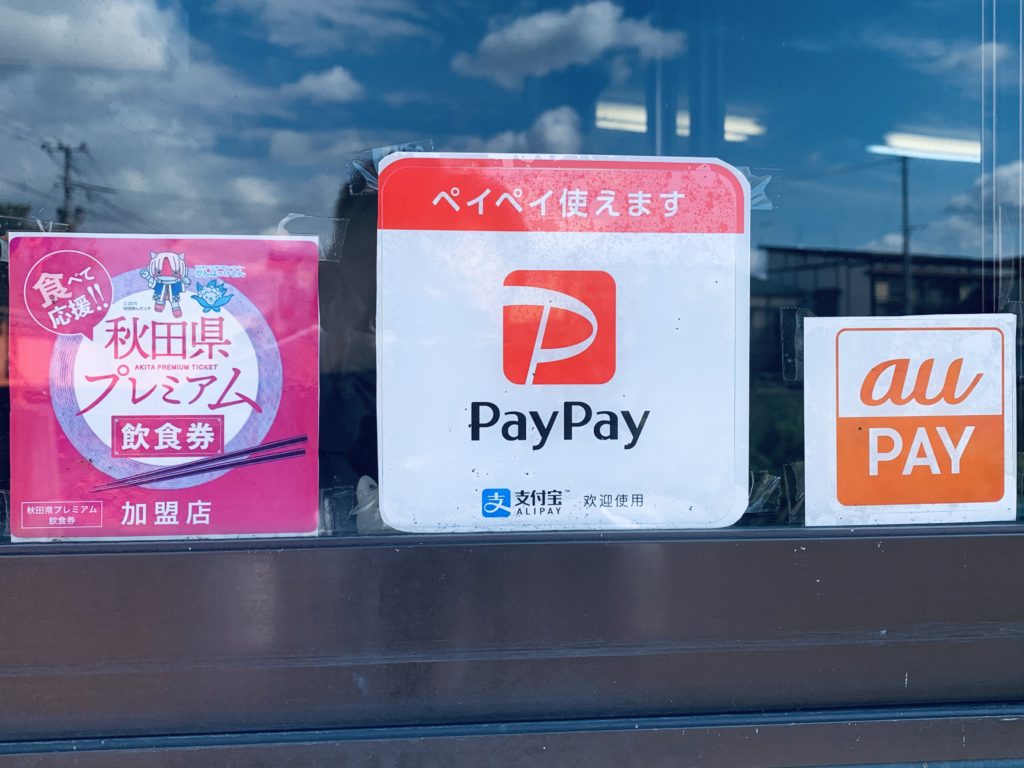 食べて
応援!!
秋田県
AKITA PREMIUM TICKET
プレミアム
飲食券
秋田県プレミアム
飲食券
加盟店
ペイペイ使えます
PayPay
支付宝™
ALIPAY
欢迎使用
au
PAY